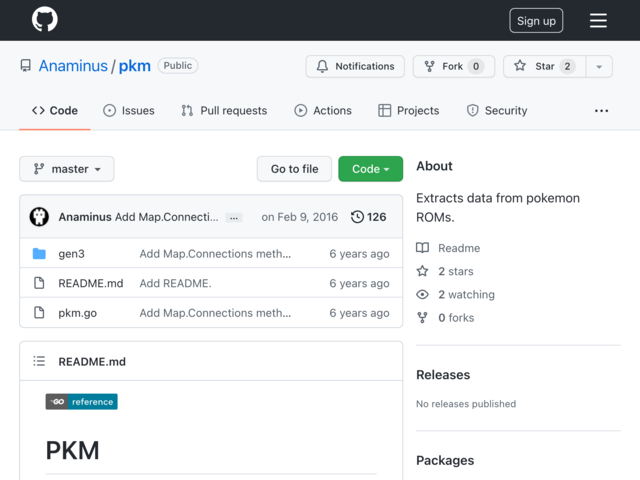 Sign up
Anaminus / pkm Public
Notifications
Fork 0
Star 2
Code
Issues
Pull requests
Actions
Projects
Security
master
Go to file
Code
Anaminus Add Map.Connecti... ... on Feb 9, 2016 126
gen3 Add Map.Connections meth... 6 years ago
README.md Add README. 6 years ago
pkm.go Add Map.Connections meth... 6 years ago
README.md
GO reference
PKM
About
Extracts data from pokemon
ROMs.
Readme
2 stars
2 watching
0 forks
Releases
No releases published
Packages